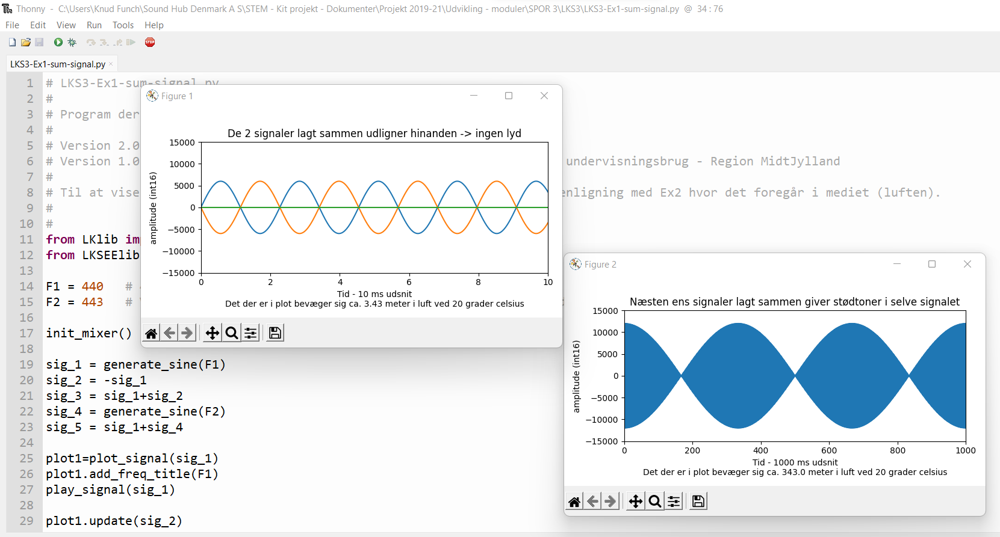 Thonny - C:\Users\Knud Funch\Sound Hub Denmark A S\STEM - Kit projekt - Dokumenter\Projekt 2019-21\Udvikling - moduler\SPOR 3\LKS3\LKS3-Ex1-sum-signal.py @ 34 : 76
File Edit View Run Tools Help
STOP
LKS3-Ex1-sum-signal.py ×
1 # LKS3-Ex1-sum-signal.py
2 #
3 # Program der
4 #
5 # Version 2.0
6 # Version 1.0 undervisningsbrug - Region MidtJylland
7 #
8 # Til at vise enligning med Ex2 hvor det foregår i mediet (luften).
9 #
10 #
11 from LKlib im
12 from LKSEElib
13
14 F1 = 440 #
15 F2 = 443 #
16
17 init_mixer()
18
19 sig_1 = generate_sine(F1)
20 sig_2 = -sig_1
21 sig_3 = sig_1+sig_2
22 sig_4 = generate_sine(F2)
23 sig_5 = sig_1+sig_4
24
25 plot1=plot_signal(sig_1)
26 plot1.add_freq_title(F1)
27 play_signal(sig_1)
28
29 plot1.update(sig_2)
Figure 1
De 2 signaler lagt sammen udligner hinanden -> ingen lyd
15000
10000
5000
0
−5000
−10000
−15000
amplitude (int16)
0 2 4 6 8 10
Tid - 10 ms udsnit
Det der er i plot bevæger sig ca. 3.43 meter i luft ved 20 grader celsius
Figure 2
Næsten ens signaler lagt sammen giver stødtoner i selve signalet
15000
10000
5000
0
−5000
−10000
−15000
amplitude (int16)
0 200 400 600 800 1000
Tid - 1000 ms udsnit
Det der er i plot bevæger sig ca. 343.0 meter i luft ved 20 grader celsius